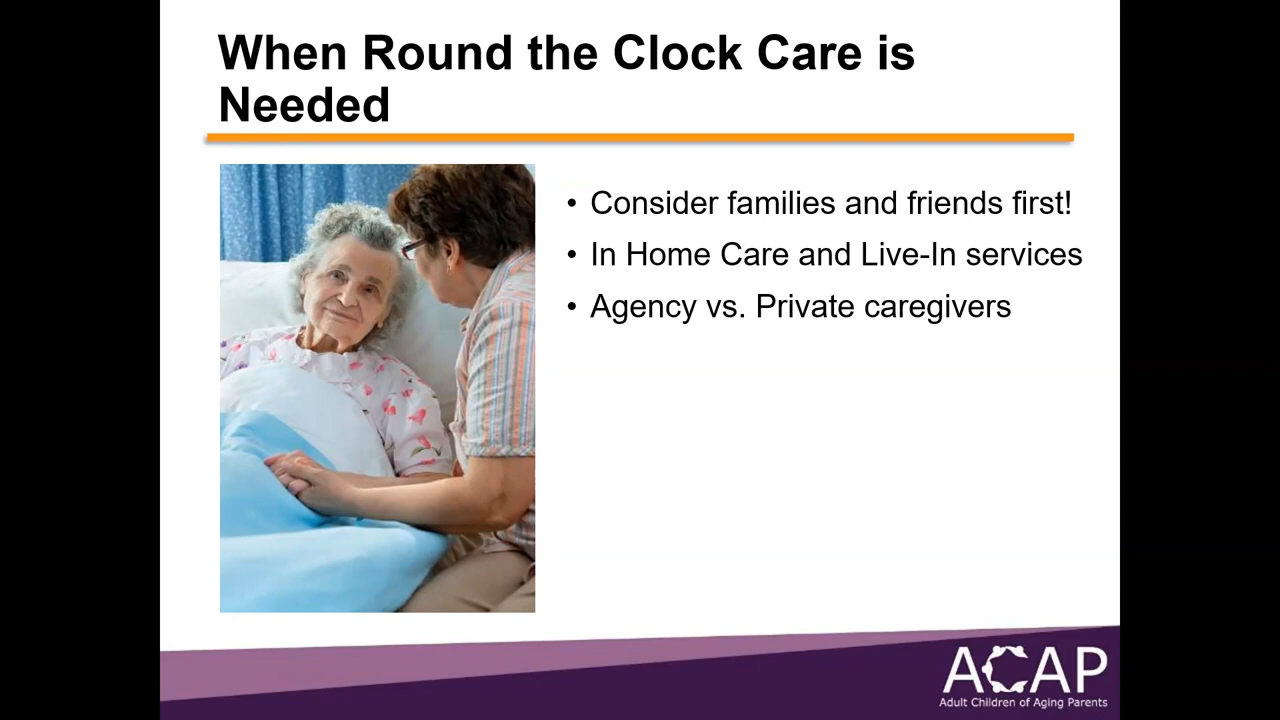 When Round the Clock Care is
Needed
• Consider families and friends first!
• In Home Care and Live-In services
• Agency vs. Private caregivers
ACAP
Adult Children of Aging Parents